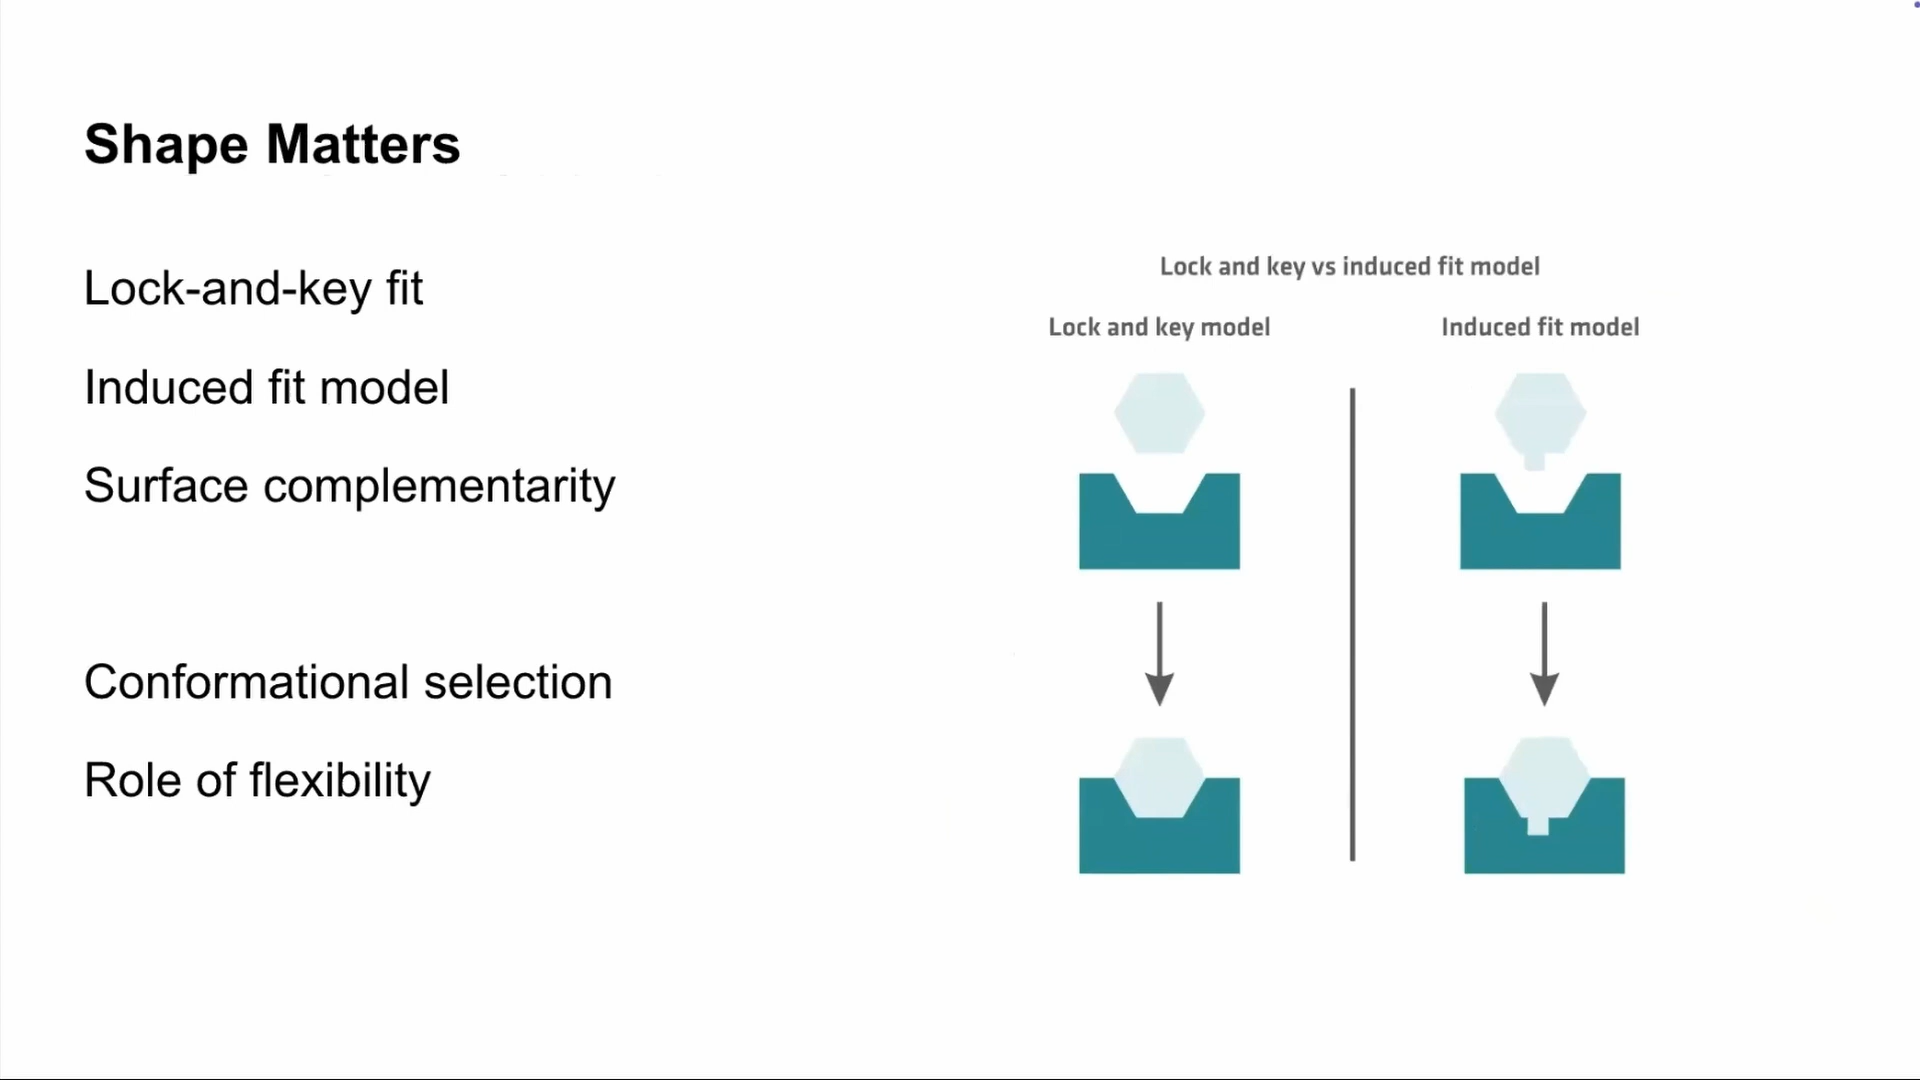 Shape Matters
Lock-and-key fit
Induced fit model
Surface complementarity
Conformational selection
Role of flexibility
Lock and key vs induced fit model
Lock and key model
Induced fit model